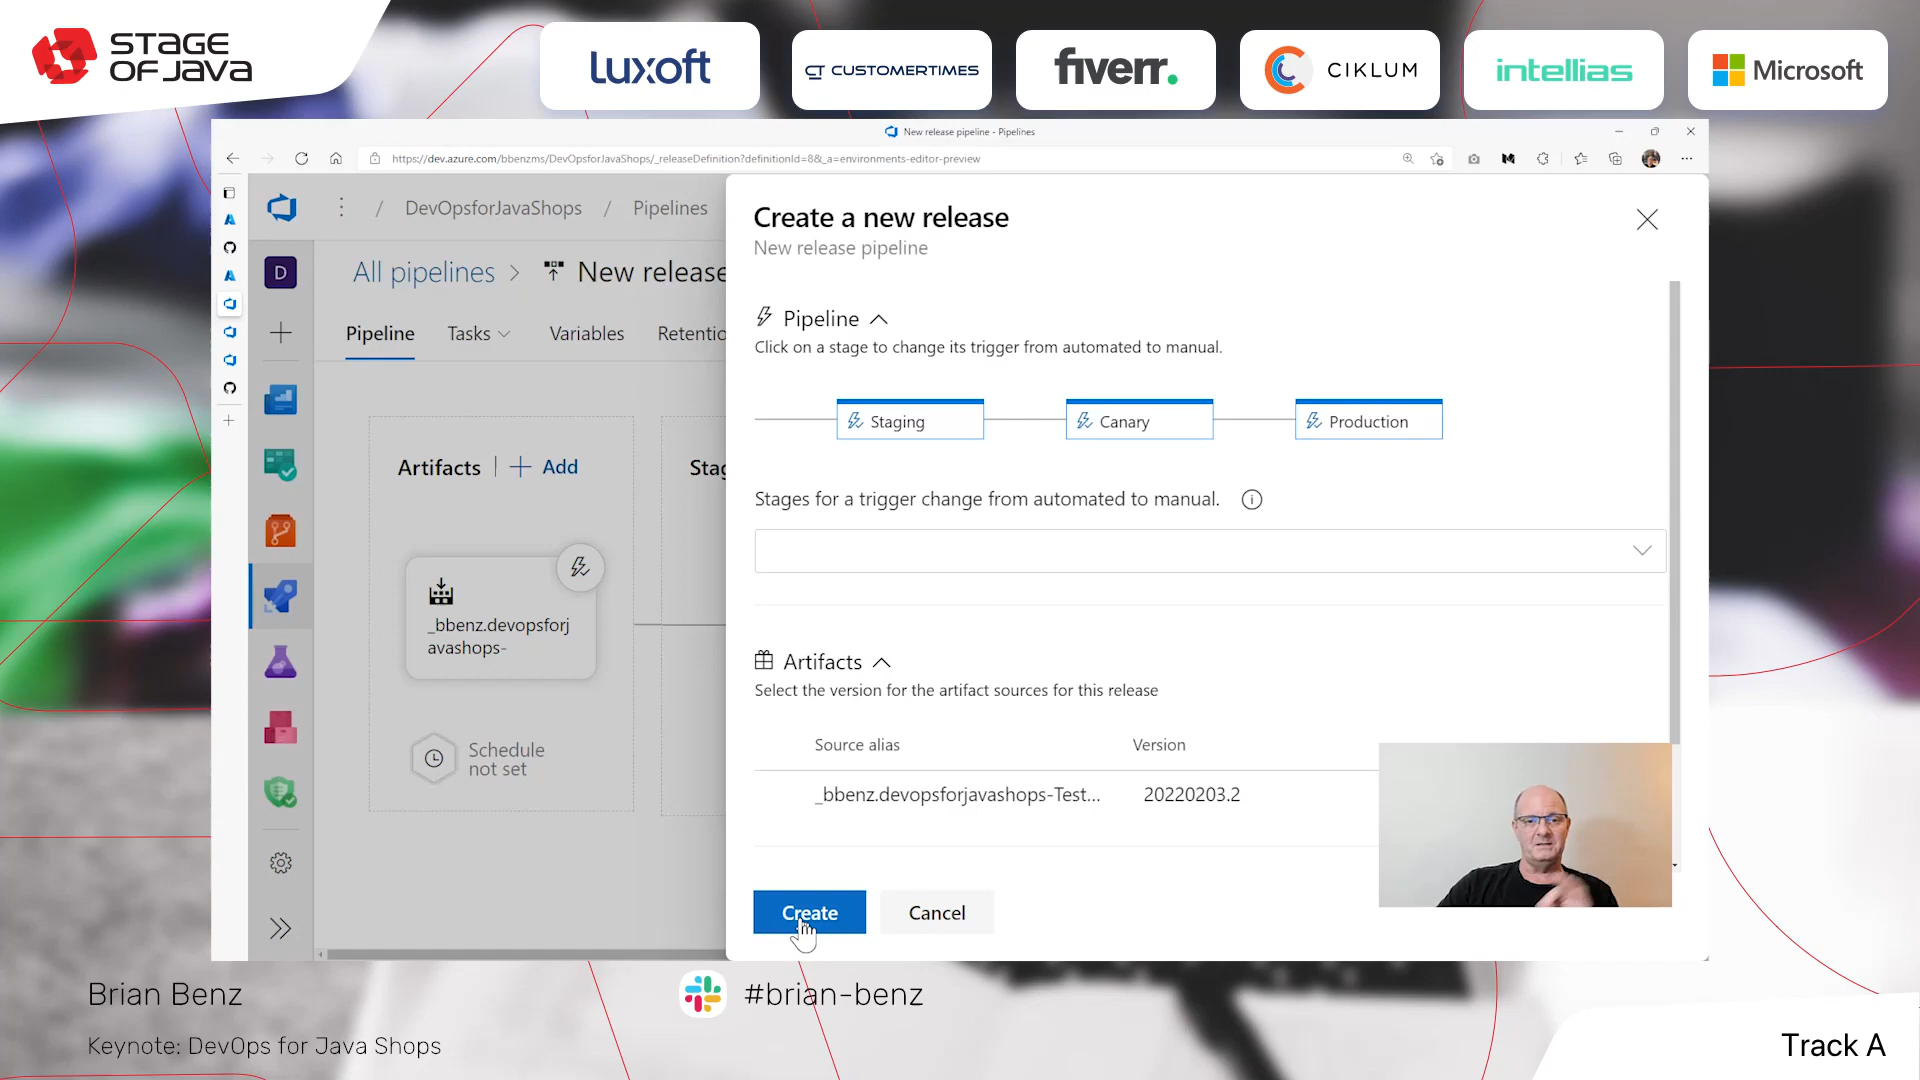 STAGE
OF JAVA
Luxoft
CT CUSTOMERTIMES
fiverr.
CIKLUM
intellias
Microsoft
New release pipeline - Pipelines
https://dev.azure.com/bbenzms/DevOpsforJavaShops/_releaseDefinition?definitionId=8&_a=environments-editor-preview
/ DevOpsforJavaShops / Pipelines
D
All pipelines > New release
Pipeline Tasks Variables Retentio
Artifacts | + Add
Stag
_bbenz.devopsforj
avashops-
Schedule
not set
Create a new release
New release pipeline
Pipeline
Click on a stage to change its trigger from automated to manual.
Staging
Canary
Production
Stages for a trigger change from automated to manual.
Artifacts
Select the version for the artifact sources for this release
Source alias Version
_bbenz.devopsforjavashops-Test... 20220203.2
Create Cancel
Brian Benz
#brian-benz
Keynote: DevOps for Java Shops
Track A